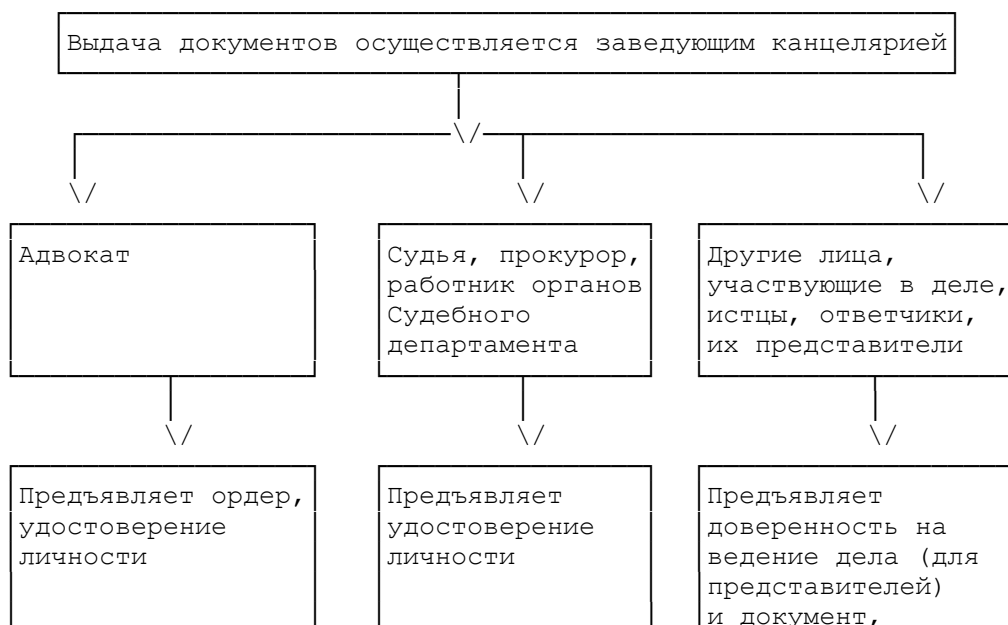 Выдача документов осуществляется заведующим канцелярией
Адвокат
Судья, прокурор,
работник органов
Судебного
департамента
Другие лица,
участвующие в деле,
истцы, ответчики,
их представители
Предъявляет ордер,
удостоверение
личности
Предъявляет
удостоверение
личности
Предъявляет
доверенность на
ведение дела (для
представителей)
и документ,